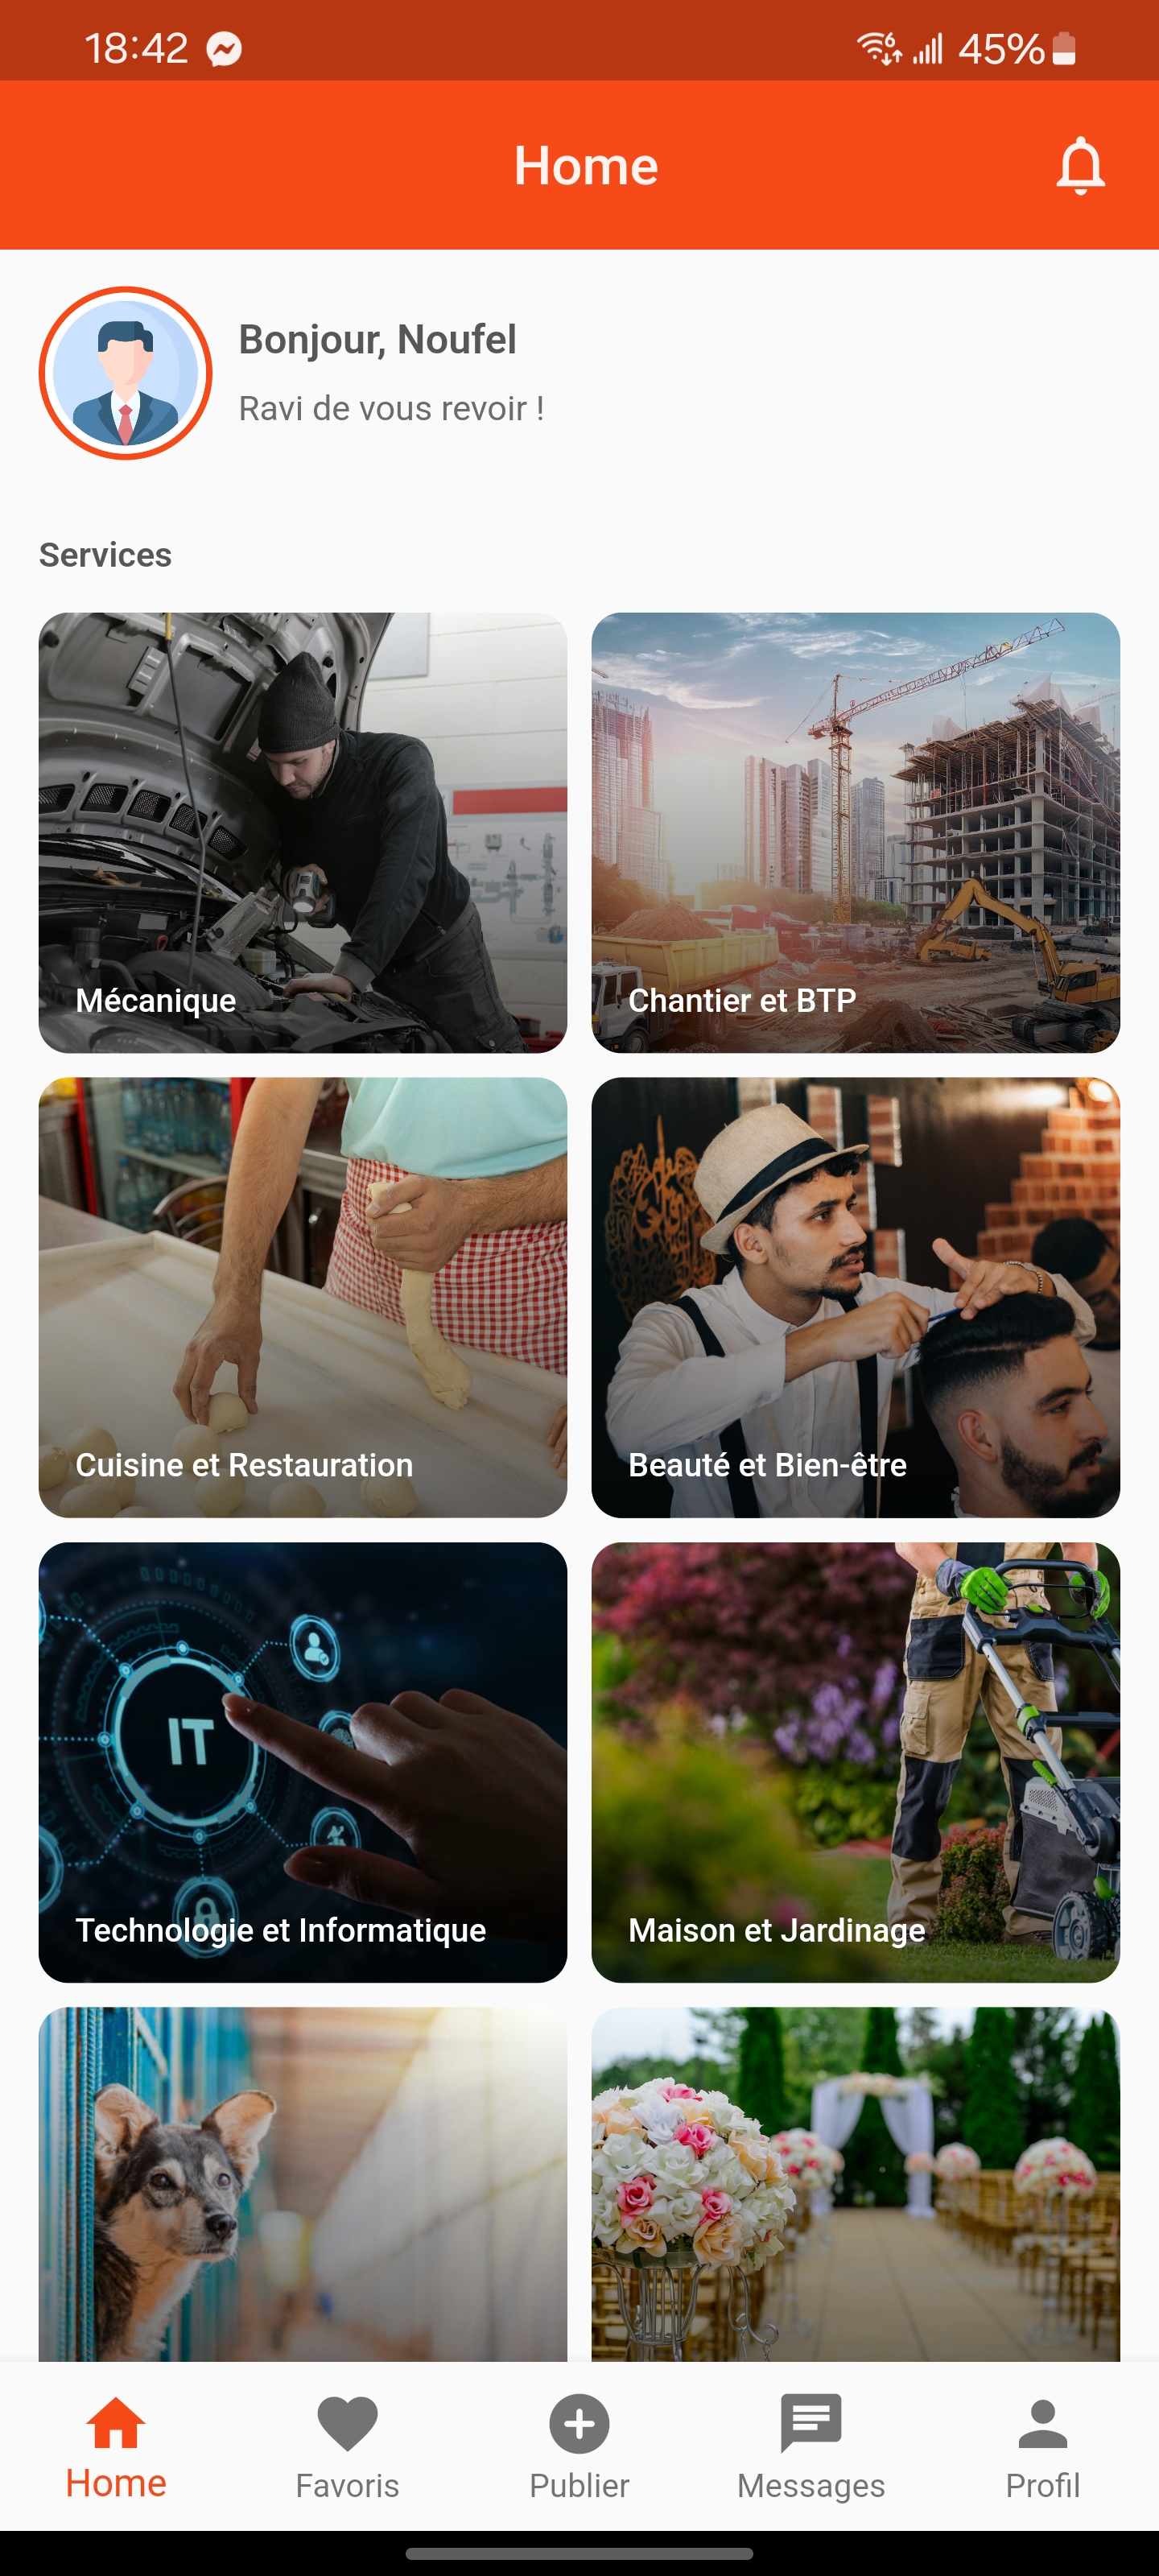 18:42
6
45%
Home
Bonjour, Noufel
Ravi de vous revoir !
Services
Mécanique
Chantier et BTP
Cuisine et Restauration
Beauté et Bien-être
IT
Technologie et Informatique
Maison et Jardinage
Home
Favoris
Publier
Messages
Profil